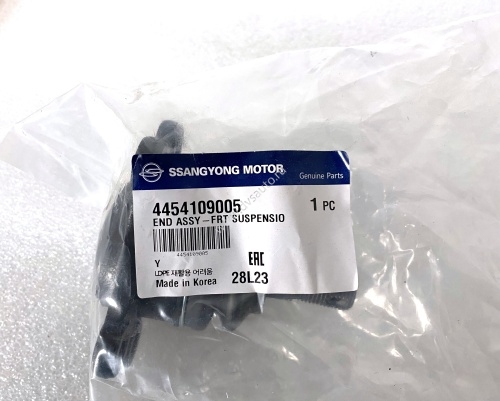 SSANGYONG MOTOR
Genuine Parts
4454109005
1 PC
END ASSY-FRT SUSPENSIO
4454109005
Y
EAC
LDPE 재활용 어려움
Made in Korea
28L23